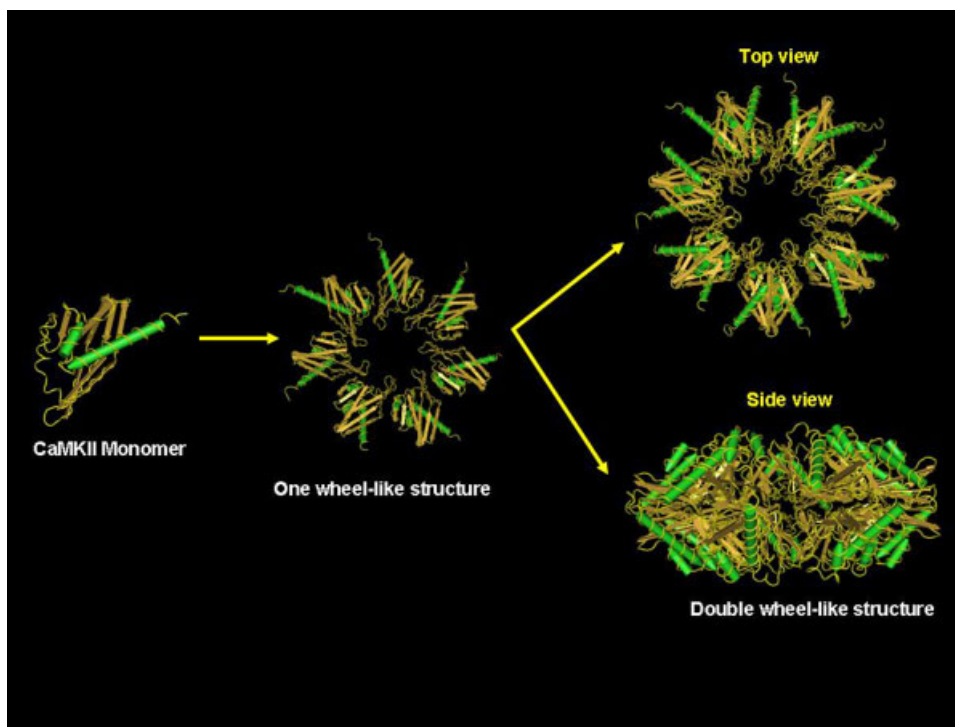 Top view
CaMKII Monomer
One wheel-like structure
Side view
Double wheel-like structure